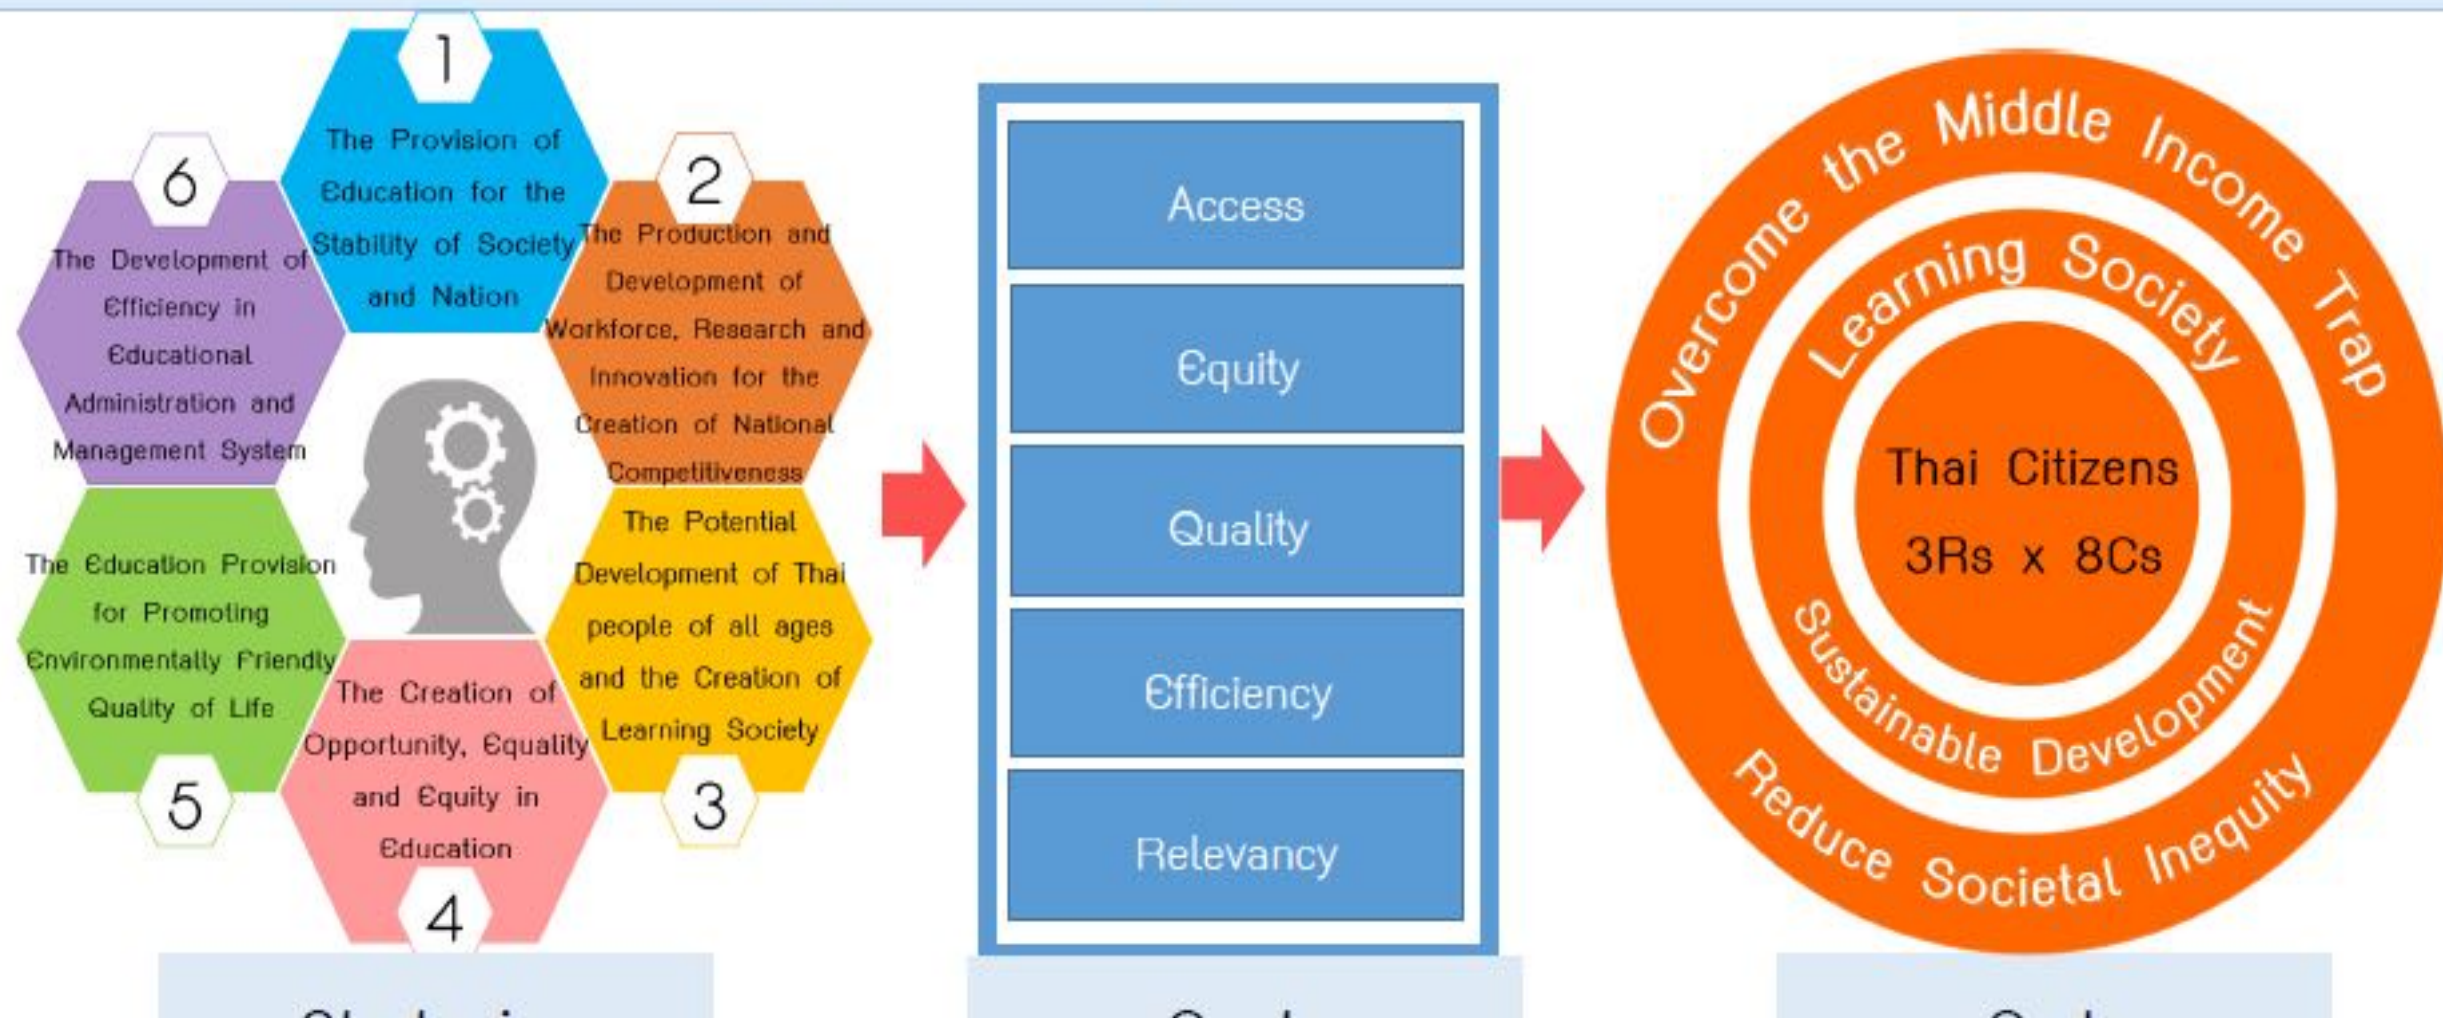 1
The Provision of
Education for the
Stability of Society
and Nation
2
The Production and
Development of
Workforce, Research and
Innovation for the
Creation of National
Competitiveness
The Potential
Development of Thai
people of all ages
and the Creation of
Learning Society
3
The Creation of
Opportunity, Equality
and Equity in
Education
4
The Education Provision
for Promoting
Environmentally Friendly
Quality of Life
5
6
The Development of
Efficiency in
Educational
Administration and
Management System
Access
Equity
Quality
Efficiency
Relevancy
Overcome the Middle Income Trap
Learning Society
Thai Citizens
3Rs x 8Cs
Sustainable Development
Reduce Societal Inequity